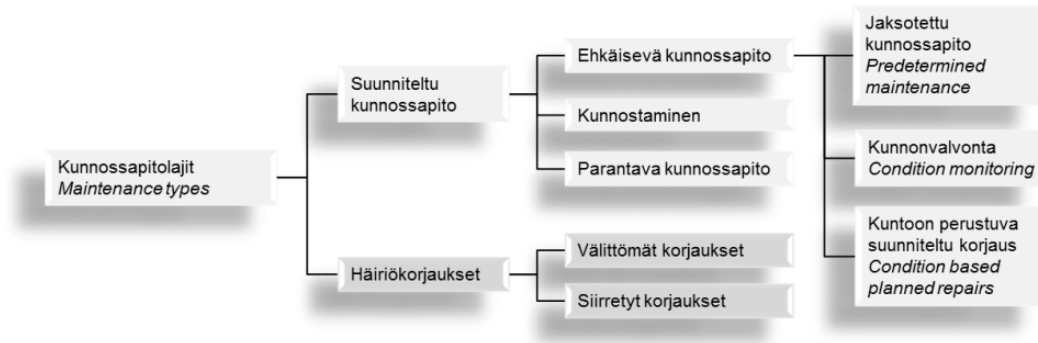 Kunnossapitolajit
Maintenance types
Suunniteltu
kunnossapito
Häiriökorjaukset
Ehkäisevä kunnossapito
Kunnostaminen
Parantava kunnossapito
Välittömät korjaukset
Siirretyt korjaukset
Jaksotettu
kunnossapito
Predetermined
maintenance
Kunnonvalvonta
Condition monitoring
Kuntoon perustuva
suunniteltu korjaus
Condition based
planned repairs